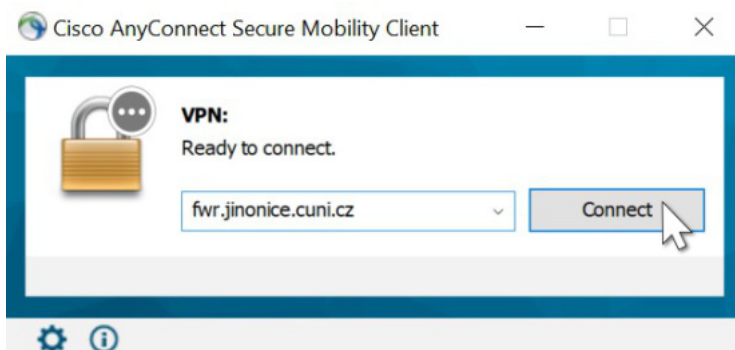 Cisco AnyConnect Secure Mobility Client
VPN:
Ready to connect.
fwr.jinonice.cuni.cz
Connect